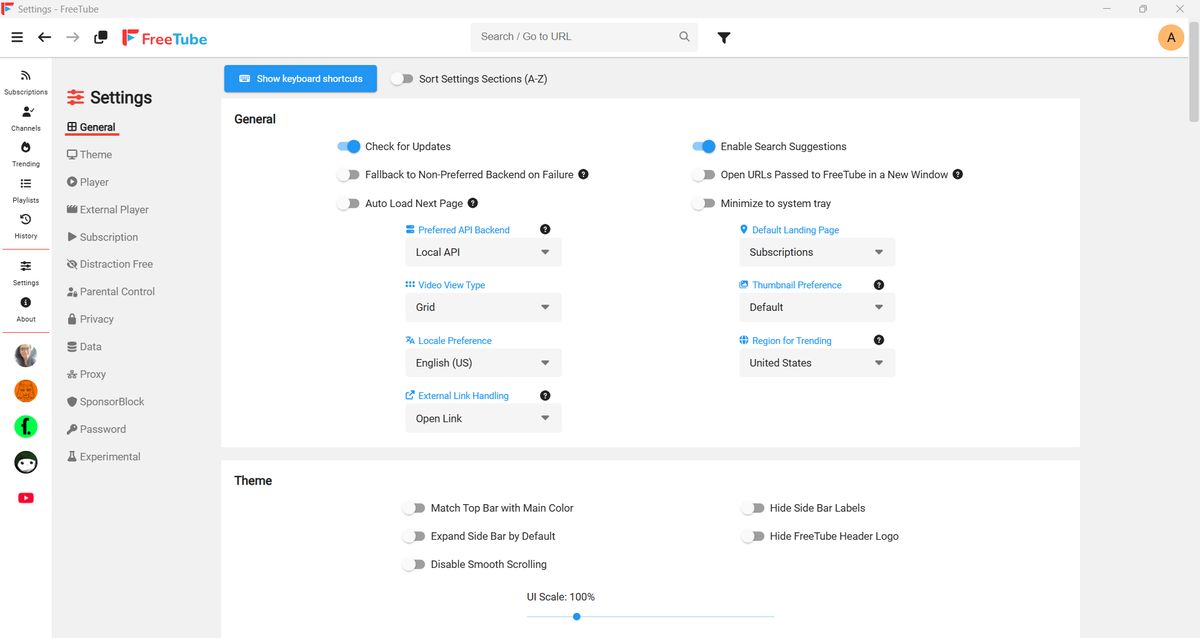 Settings - FreeTube
FreeTube
Search / Go to URL
A
Subscriptions
Channels
Trending
Playlists
History
Settings
About
Settings
General
Theme
Player
External Player
Subscription
Distraction Free
Parental Control
Privacy
Data
Proxy
SponsorBlock
Password
Experimental
Show keyboard shortcuts
Sort Settings Sections (A-Z)
General
Check for Updates
Enable Search Suggestions
Fallback to Non-Preferred Backend on Failure
Open URLs Passed to FreeTube in a New Window
Auto Load Next Page
Minimize to system tray
Preferred API Backend
Local API
Default Landing Page
Subscriptions
Video View Type
Grid
Thumbnail Preference
Default
Locale Preference
English (US)
Region for Trending
United States
External Link Handling
Open Link
Theme
Match Top Bar with Main Color
Hide Side Bar Labels
Expand Side Bar by Default
Hide FreeTube Header Logo
Disable Smooth Scrolling
UI Scale: 100%